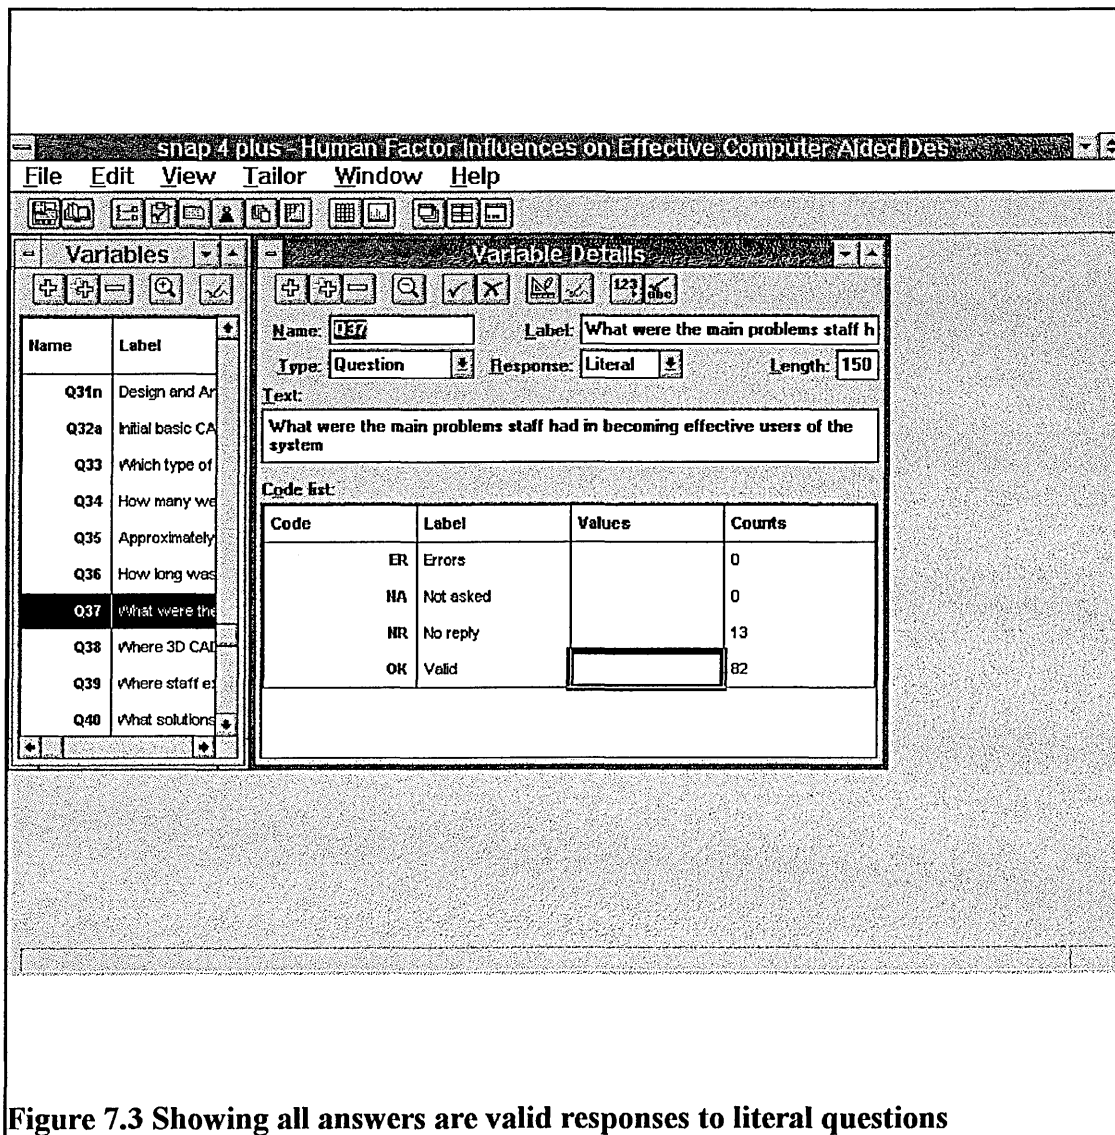 snap 4 plus - Human Factor Influences on Effective Computer Aided Des
File Edit View Tailor Window Help
Variables
Name Label
Q31n Design and Ar
Q32a Initial basic CA
Q33 Which type of
Q34 How many we
Q35 Approximately
Q36 How long was
Q37 What were the
Q38 Where 3D CAD
Q39 Where staff ex
Q40 What solutions
Variable Details
123 abc
Name: Q37 Label: What were the main problems staff h
Type: Question Response: Literal Length: 150
Text:
What were the main problems staff had in becoming effective users of the
system
Code list:
Code Label Values Counts
ER Errors 0
NA Not asked 0
NR No reply 13
OK Valid 82
Figure 7.3 Showing all answers are valid responses to literal questions